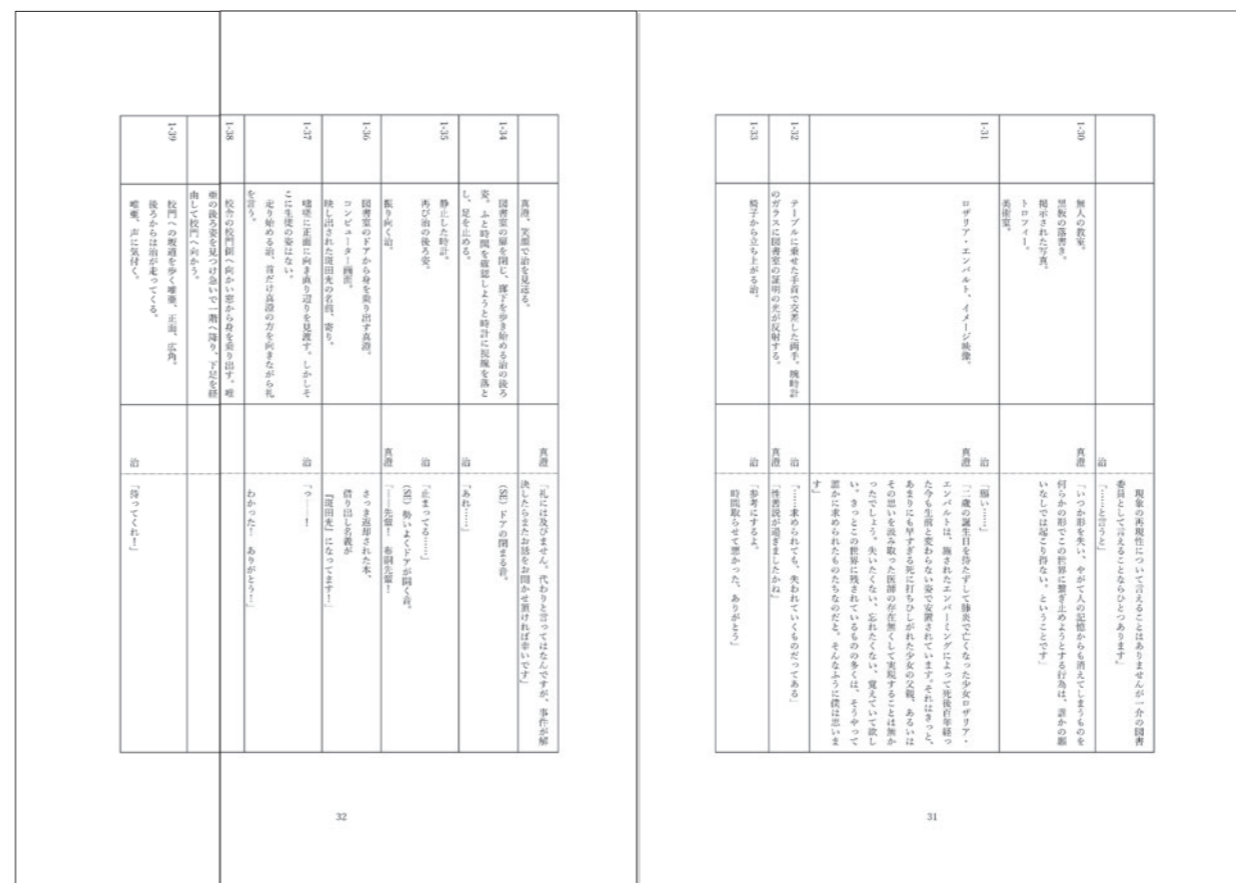 現象の再現性について言えることはありませんが一介の図書
委員として言えることならひとつあります」
治
「……と言うと」
1-30
無人の教室。
黒板の落書き。
掲示された写真。
トロフィー。
美術室。
真澄
「いつか形を失い、やがて人の記憶からも消えてしまうものを
何らかの形でこの世界に繋ぎ止めようとする行為は、誰かの願
いなしでは起こり得ない。ということです」
1-31
ロザリア・エンバルト、イメージ映像。
治
「願い……」
真澄
「二歳の誕生日を待たずして肺炎で亡くなった少女ロザリア・
エンバルトは、施されたエンバーミングによって死後百年経っ
た今も生前と変わらない姿で安置されています。それはきっと、
あまりにも早すぎる死に打ちひしがれた少女の父親、あるいは
その思いを汲み取った医師の存在無くして実現することは無か
ったでしょう。失いたくない、忘れたくない、覚えていて欲し
い。きっとこの世界に残されているものの多くは、そうやって
誰かに求められたものたちなのだと。そんなふうに僕は思いま
す」
1-32
テーブルに乗せた手首で交差した両手。腕時計
のガラスに図書室の証明の光が反射する。
治
「……求められても、失われていくものだってある」
真澄
「性善説が過ぎましたかね」
1-33
椅子から立ち上がる治。
治
「参考にするよ。
時間取らせて悪かった、ありがとう」
31
真澄、笑顔で治を見送る。
真澄
「礼には及びません。代わりと言ってはなんですが、事件が解
決したらまたお話をお聞かせ頂ければ幸いです」
1-34
図書室の扉を閉じ、廊下を歩き始める治の後ろ
姿。ふと時間を確認しようと時計に視線を落と
し、足を止める。
(SE) ドアの閉まる音。
治
「あれ……」
1-35
静止した時計。
再び治の後ろ姿。
振り向く治。
治
「止まってる……」
(SE) 勢いよくドアが開く音。
真澄
「――先輩! 布嗣先輩!
1-36
図書室のドアから身を乗り出す真澄。
コンピューター画面。
映し出された斑田光の名前、寄り。
さっき返却された本、
借り出し名義が
『斑田光』になってます!」
1-37
咄嗟に正面に向き直り辺りを見渡す。しかしそ
こに生徒の姿はない。
走り始める治、首だけ真澄の方を向きながら礼
を言う。
治
「っ――!
わかった! ありがとう!」
1-38
校舎の校門側へ向かい窓から身を乗り出す。唯
亜の後ろ姿を見つけ急いで一階へ降り、下足を経
由して校門へ向かう。
1-39
校門への坂道を歩く唯亜、正面、広角。
後ろからは治が走ってくる。
唯亜、声に気付く。
治
「待ってくれ!」
32